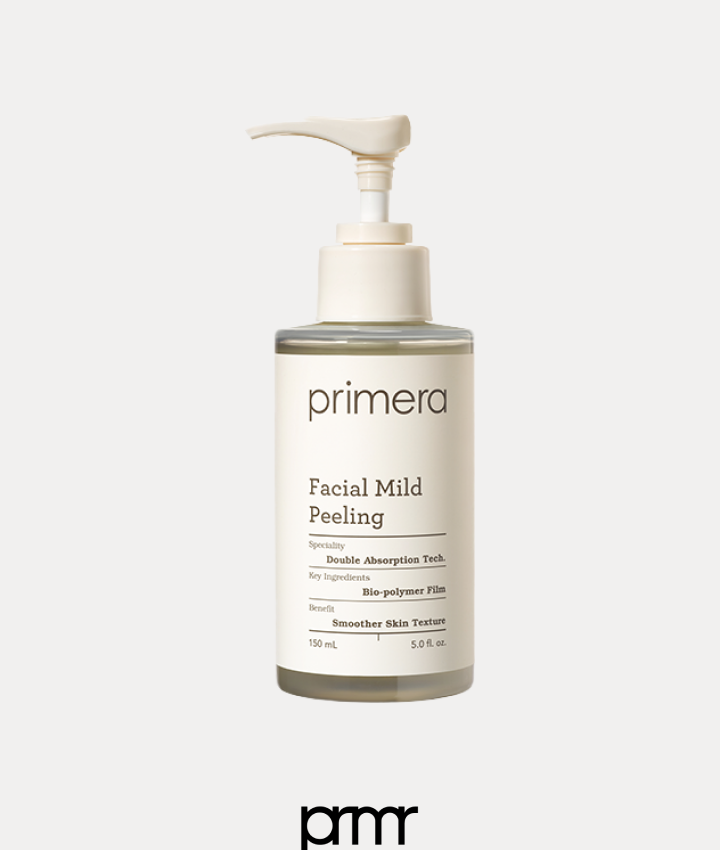 primera
Facial Mild
Peeling
Speciality
Double Absorption Tech.
Key Ingredients
Bio-polymer Film
Benefit
Smoother Skin Texture
150 mL 5.0 fl. oz.
prmr